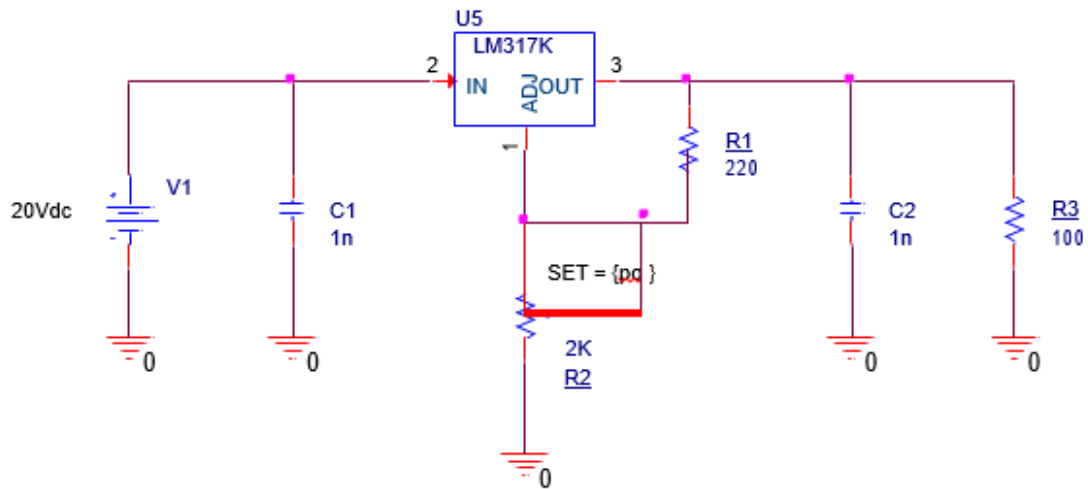 U5
LM317K
2
3
IN
ADJ
OUT
1
R1
220
V1
20Vdc
C1
1n
C2
1n
R3
100
SET = {po }
2K
R2
0
0
0
0
0